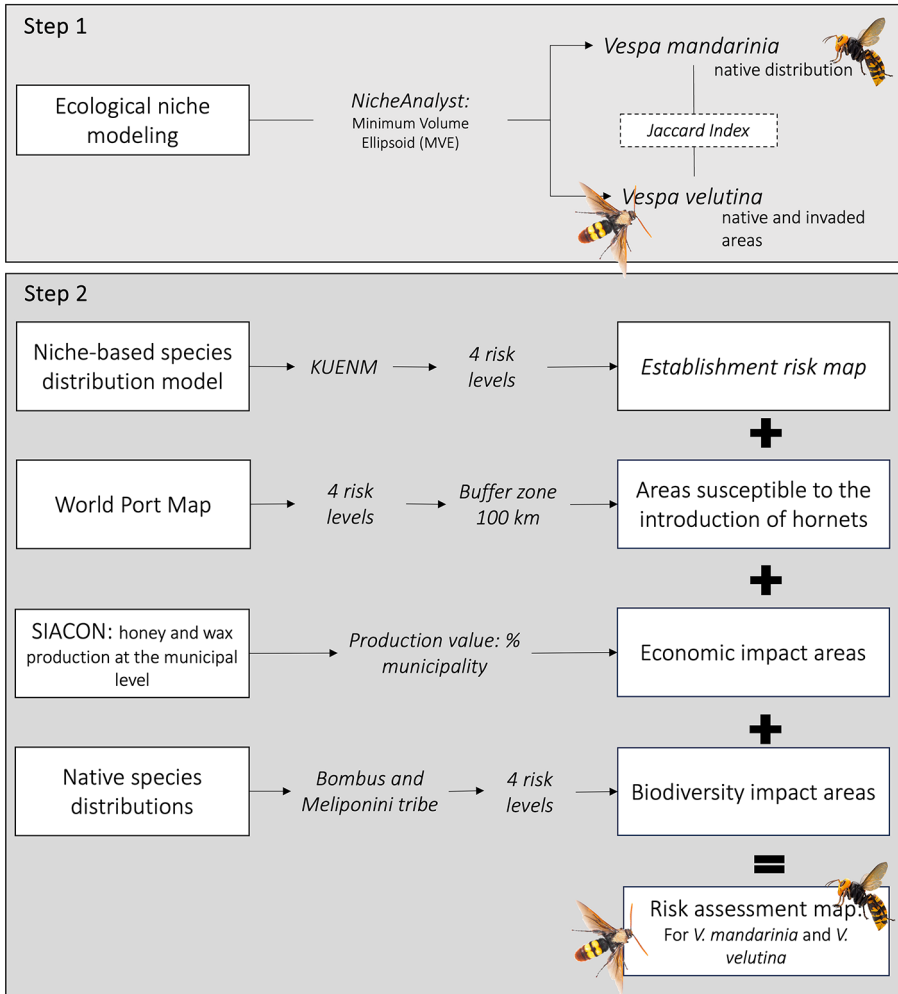 Step 1
Ecological niche
modeling
NicheAnalyst:
Minimum Volume
Ellipsoid (MVE)
Vespa mandarinia
native distribution
Jaccard Index
Vespa velutina
native and invaded
areas
Step 2
Niche-based species
distribution model
KUENM
4 risk
levels
Establishment risk map
+
World Port Map
4 risk
levels
Buffer zone
100 km
Areas susceptible to the
introduction of hornets
+
SIACON: honey and wax
production at the municipal
level
Production value: %
municipality
Economic impact areas
+
Native species
distributions
Bombus and
Meliponini tribe
4 risk
levels
Biodiversity impact areas
=
Risk assessment map:
For V. mandarinia and V.
velutina